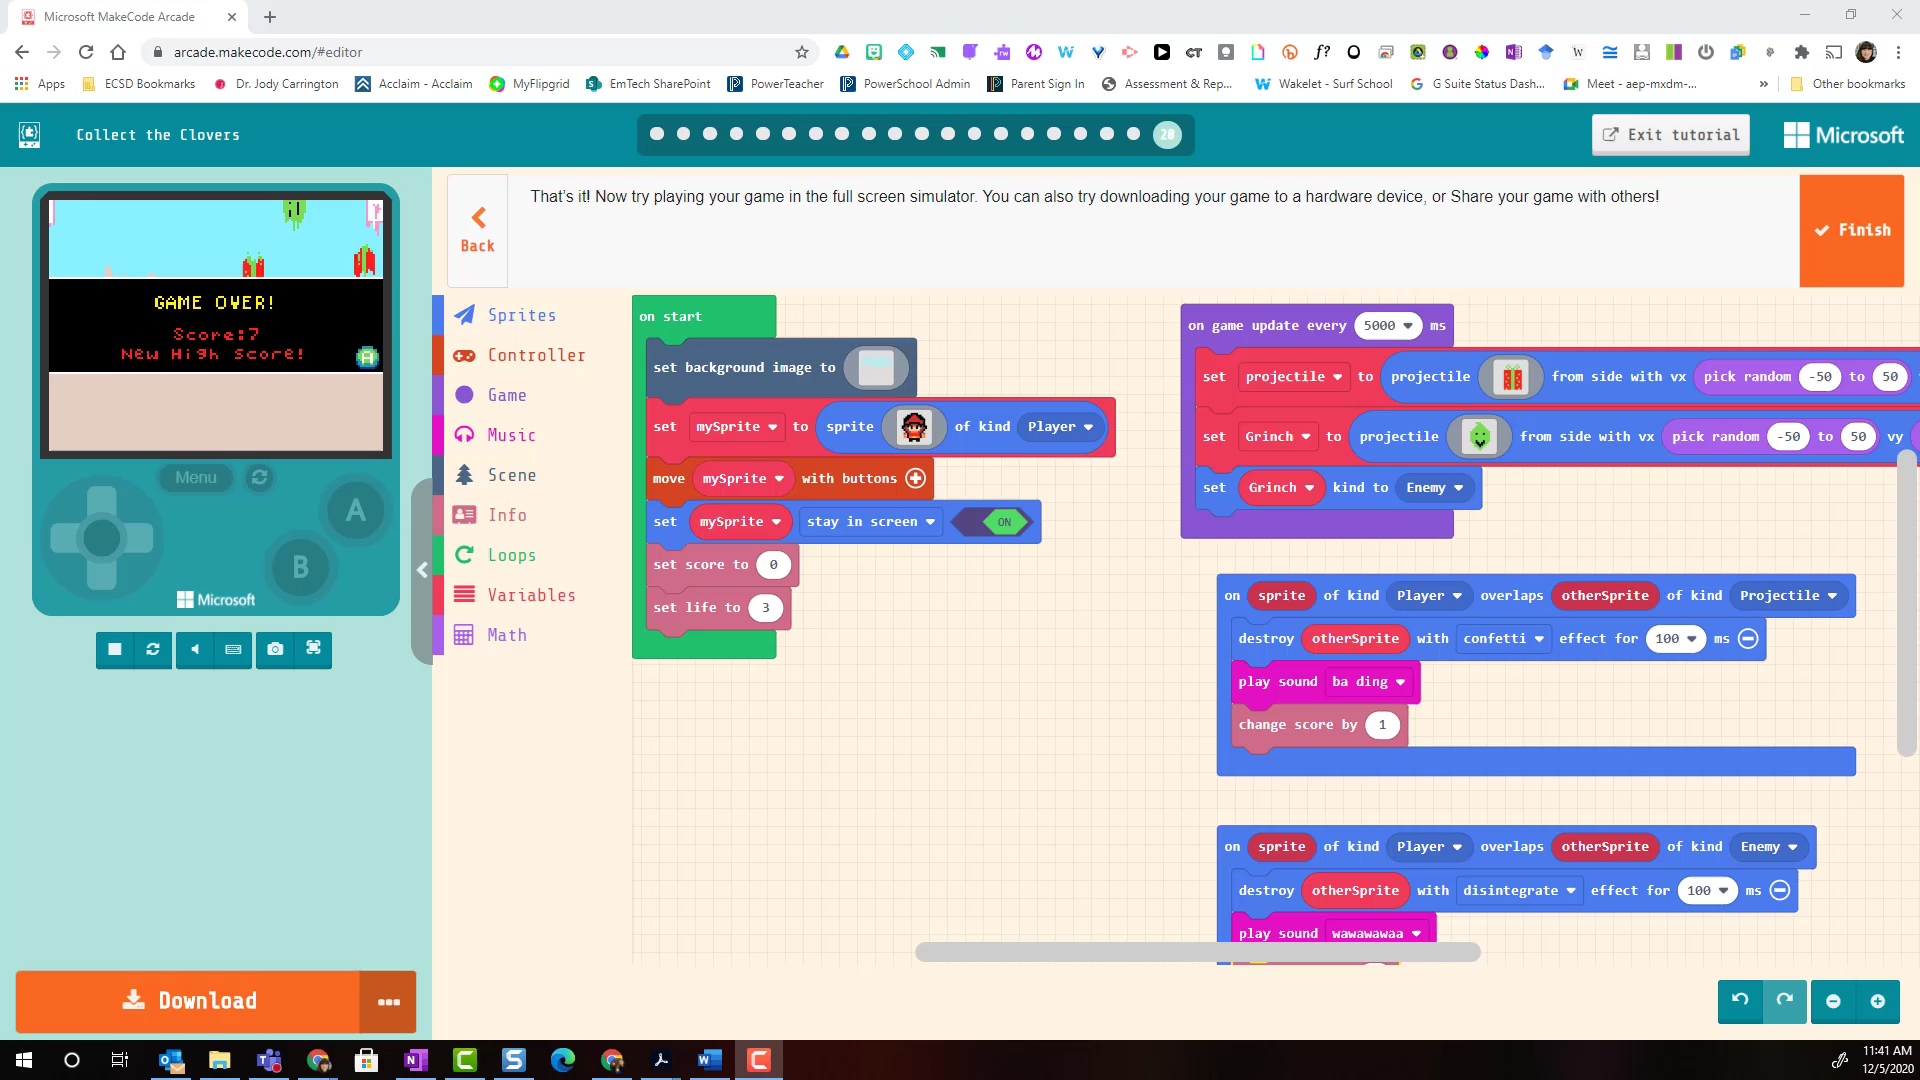 Microsoft MakeCode Arcade
arcade.makecode.com/#editor
Apps
ECSD Bookmarks
Dr. Jody Carrington
Acclaim - Acclaim
MyFlipgrid
EmTech SharePoint
PowerTeacher
PowerSchool Admin
Parent Sign In
Assessment & Rep...
Wakelet - Surf School
G Suite Status Dash...
Meet - aep-mxdm-...
Other bookmarks
Collect the Clovers
20
Exit tutorial
Microsoft
Back
That's it! Now try playing your game in the full screen simulator. You can also try downloading your game to a hardware device, or Share your game with others!
Finish
GAME OVER!
Score:7
New High Score!
A
Menu
A
B
Microsoft
Download
Sprites
Controller
Game
Music
Scene
Info
Loops
Variables
Math
on start
set background image to
set mySprite to sprite of kind Player
move mySprite with buttons
set mySprite stay in screen ON
set score to 0
set life to 3
on game update every 5000 ms
set projectile to projectile from side with vx pick random -50 to 50
set Grinch to projectile from side with vx pick random -50 to 50 vy
set Grinch kind to Enemy
on sprite of kind Player overlaps otherSprite of kind Projectile
destroy otherSprite with confetti effect for 100 ms
play sound ba ding
change score by 1
on sprite of kind Player overlaps otherSprite of kind Enemy
destroy otherSprite with disintegrate effect for 100 ms
play sound wawawawaa
11:41 AM
12/5/2020